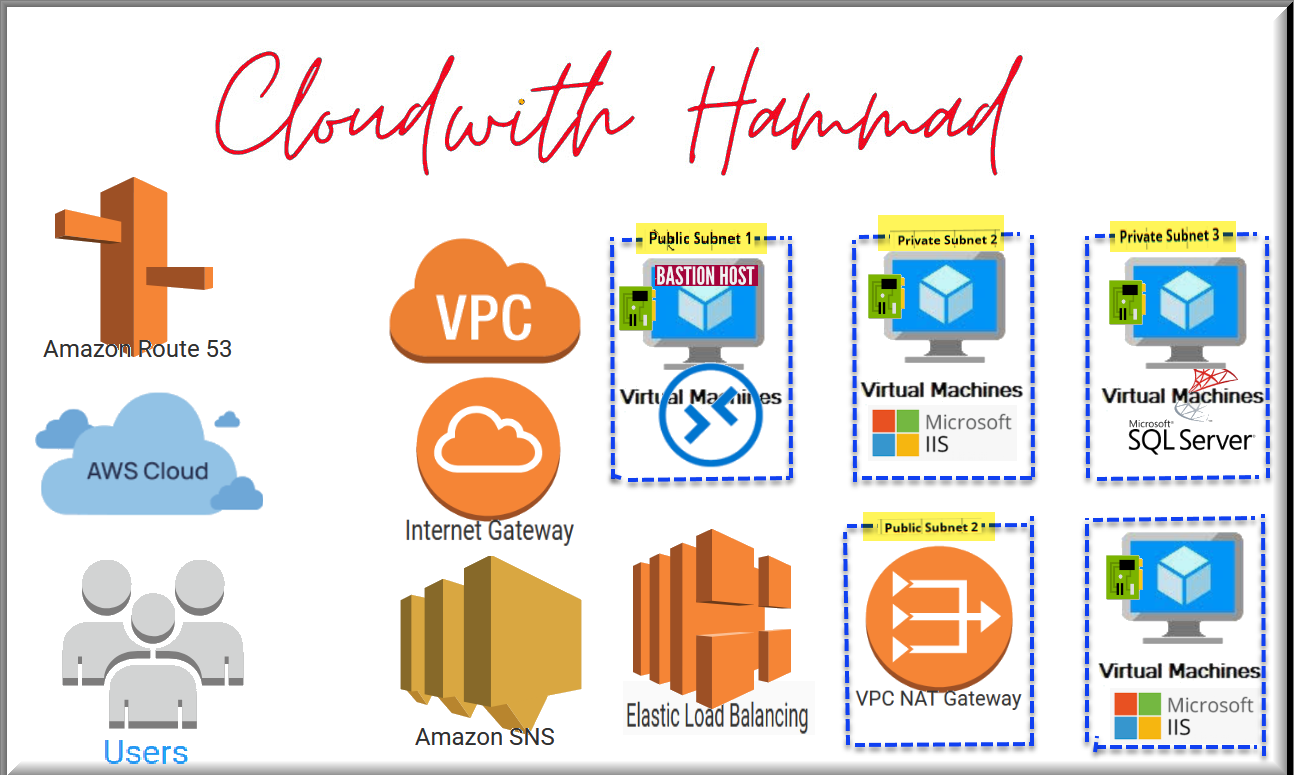 Cloudwith Hammad
Amazon Route 53
AWS Cloud
Users
VPC
Internet Gateway
Amazon SNS
Public Subnet 1
BASTION HOST
Virtual Machines
Elastic Load Balancing
Private Subnet 2
Virtual Machines
Microsoft
IIS
Public Subnet 2
VPC NAT Gateway
Private Subnet 3
Virtual Machines
Microsoft®
SQL Server®
Virtual Machines
Microsoft
IIS